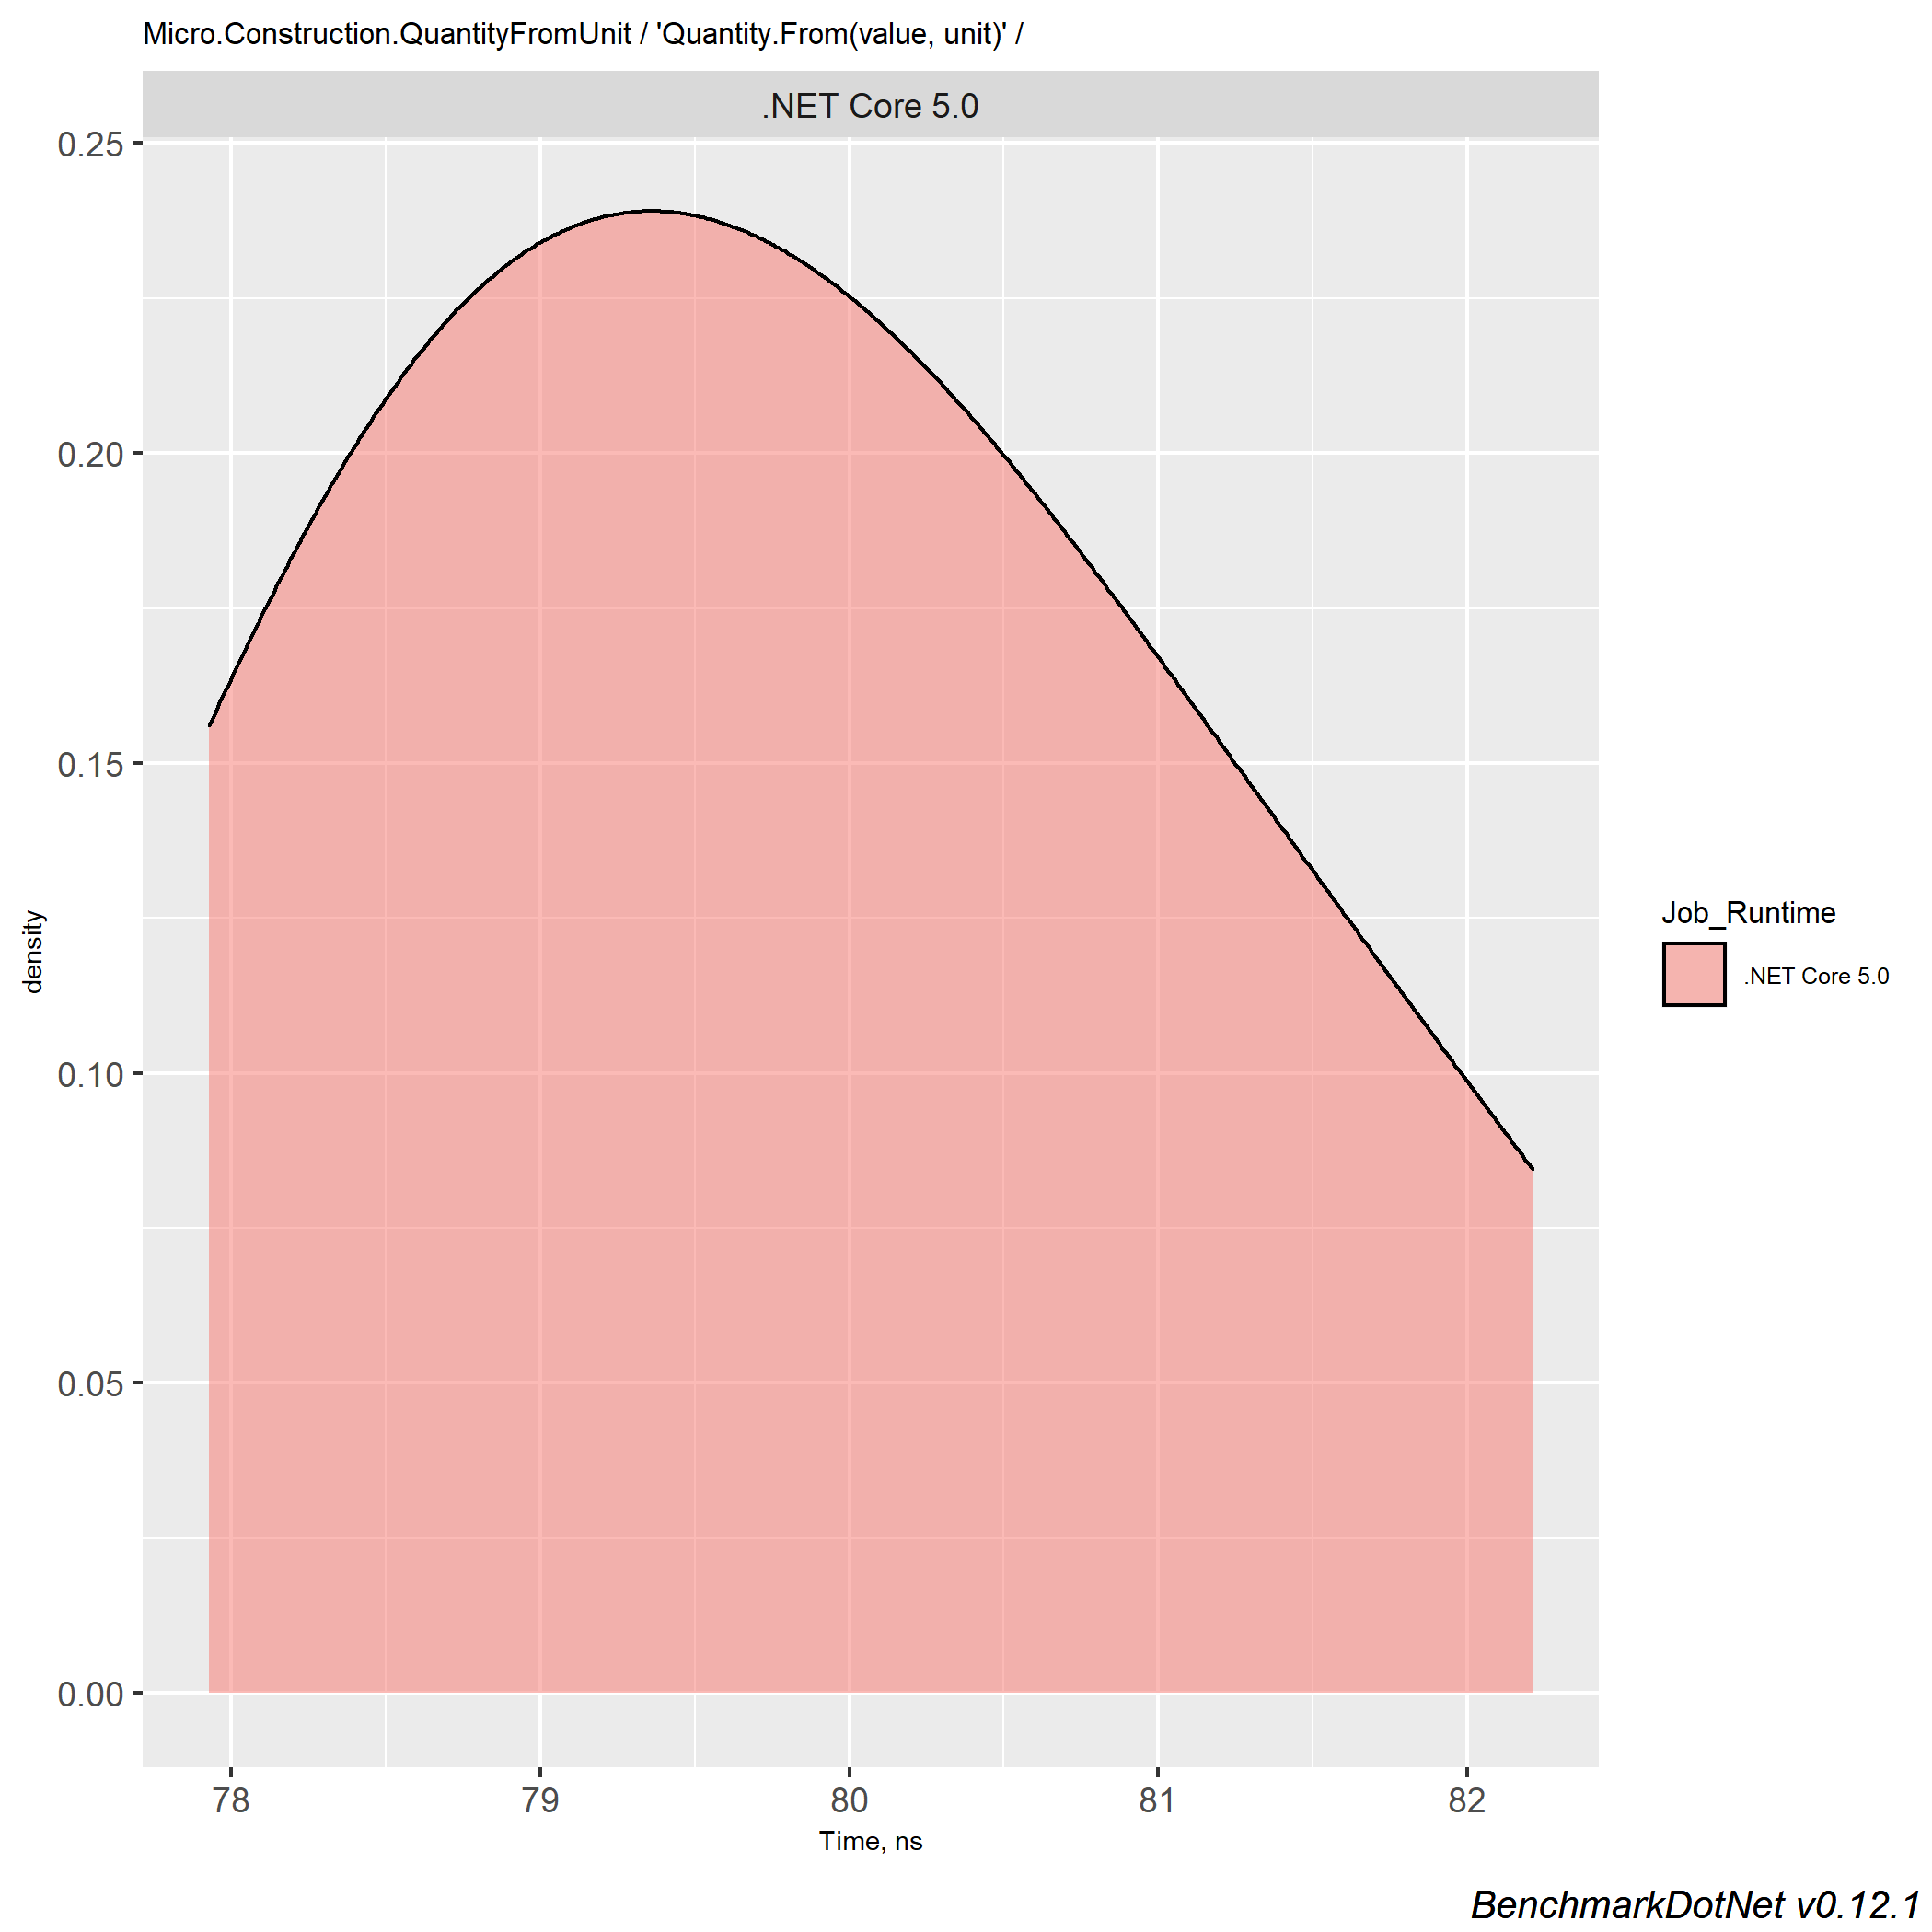 Micro.Construction.QuantityFromUnit / 'Quantity.From(value, unit)' /
.NET Core 5.0
0.25
0.20
0.15
0.10
0.05
0.00
density
78 79 80 81 82
Time, ns
Job_Runtime
.NET Core 5.0
BenchmarkDotNet v0.12.1